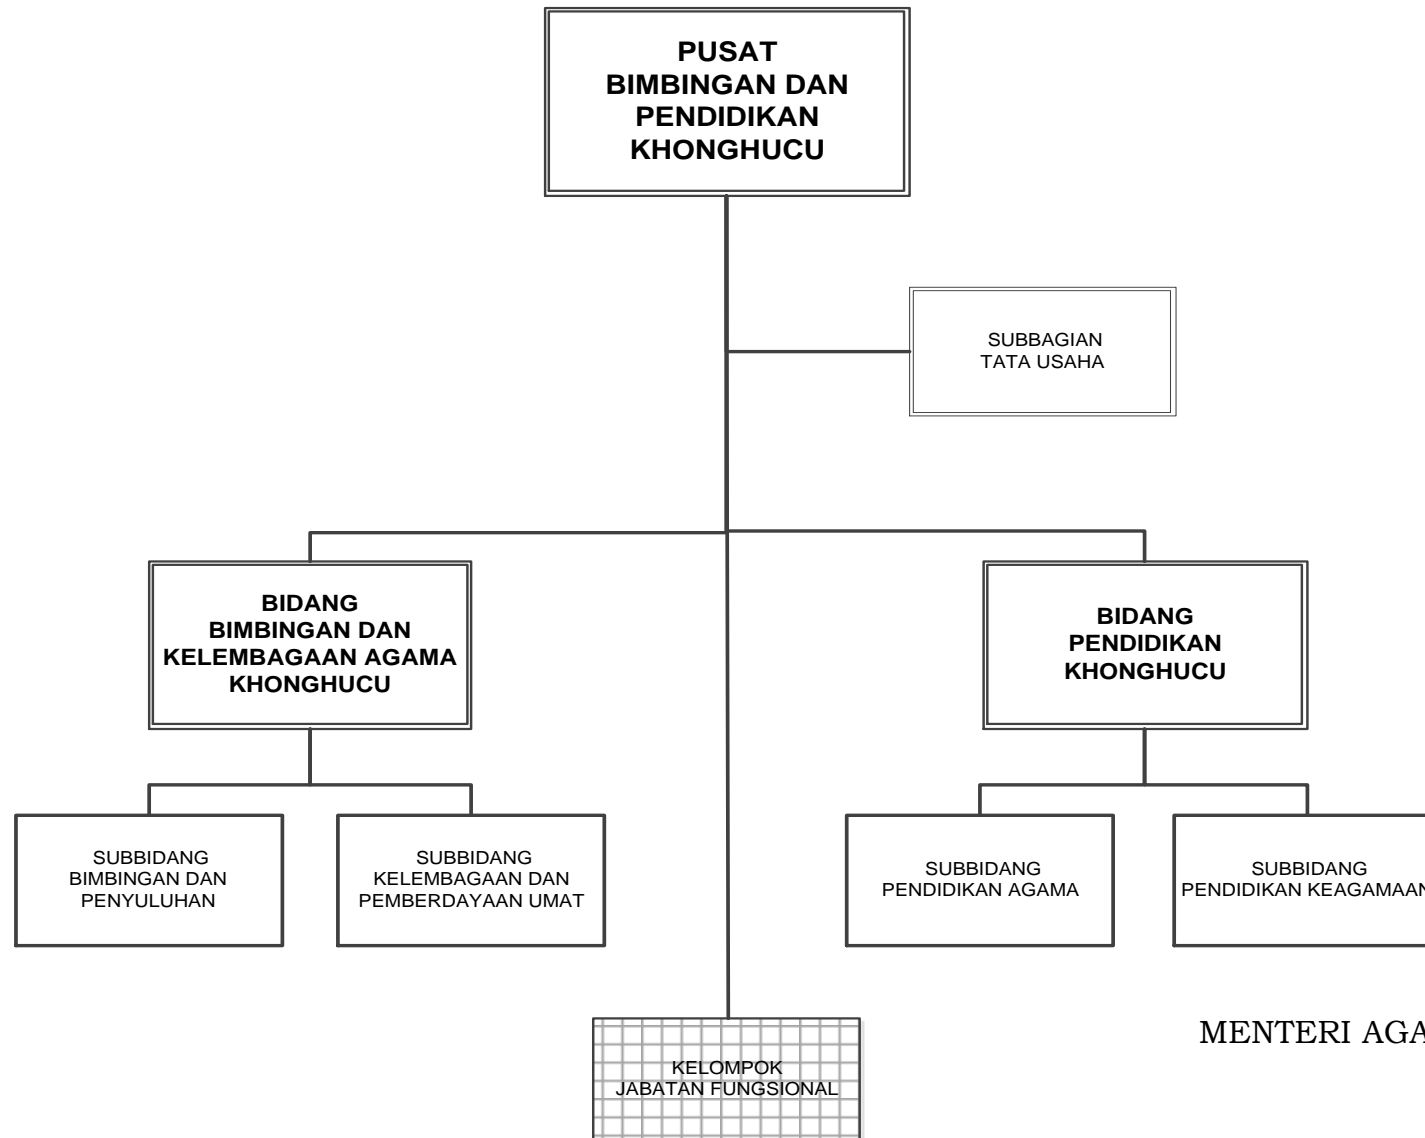 PUSAT
BIMBINGAN DAN
PENDIDIKAN
KHONGHUCU
SUBBAGIAN
TATA USAHA
BIDANG
BIMBINGAN DAN
KELEMBAGAAN AGAMA
KHONGHUCU
BIDANG
PENDIDIKAN
KHONGHUCU
SUBBIDANG
BIMBINGAN DAN
PENYULUHAN
SUBBIDANG
KELEMBAGAAN DAN
PEMBERDAYAAN UMAT
SUBBIDANG
PENDIDIKAN AGAMA
SUBBIDANG
PENDIDIKAN KEAGAMAAN
MENTERI AGA
KELOMPOK
JABATAN FUNGSIONAL